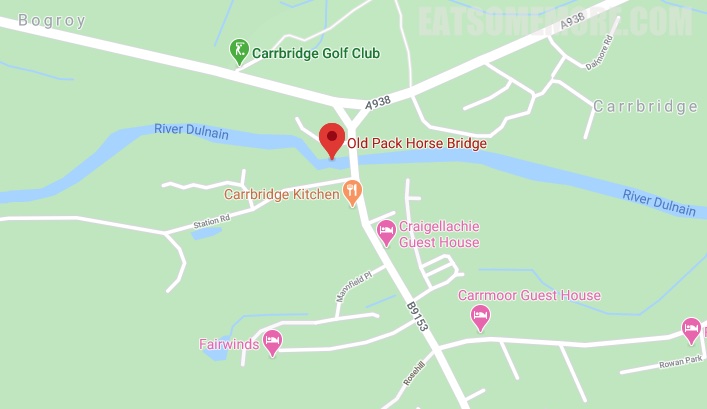 EATSOMEMORE.COM
Bogroy
A938
Dalmore Rd
Carrbridge Golf Club
A938
Carrbridge
River Dulnain
Old Pack Horse Bridge
Carrbridge Kitchen
River Dulnain
Station Rd
Craigellachie
Guest House
Mannfield Pl
Carrmoor Guest House
B9153
Fairwinds
Rowan Park
Rosehill